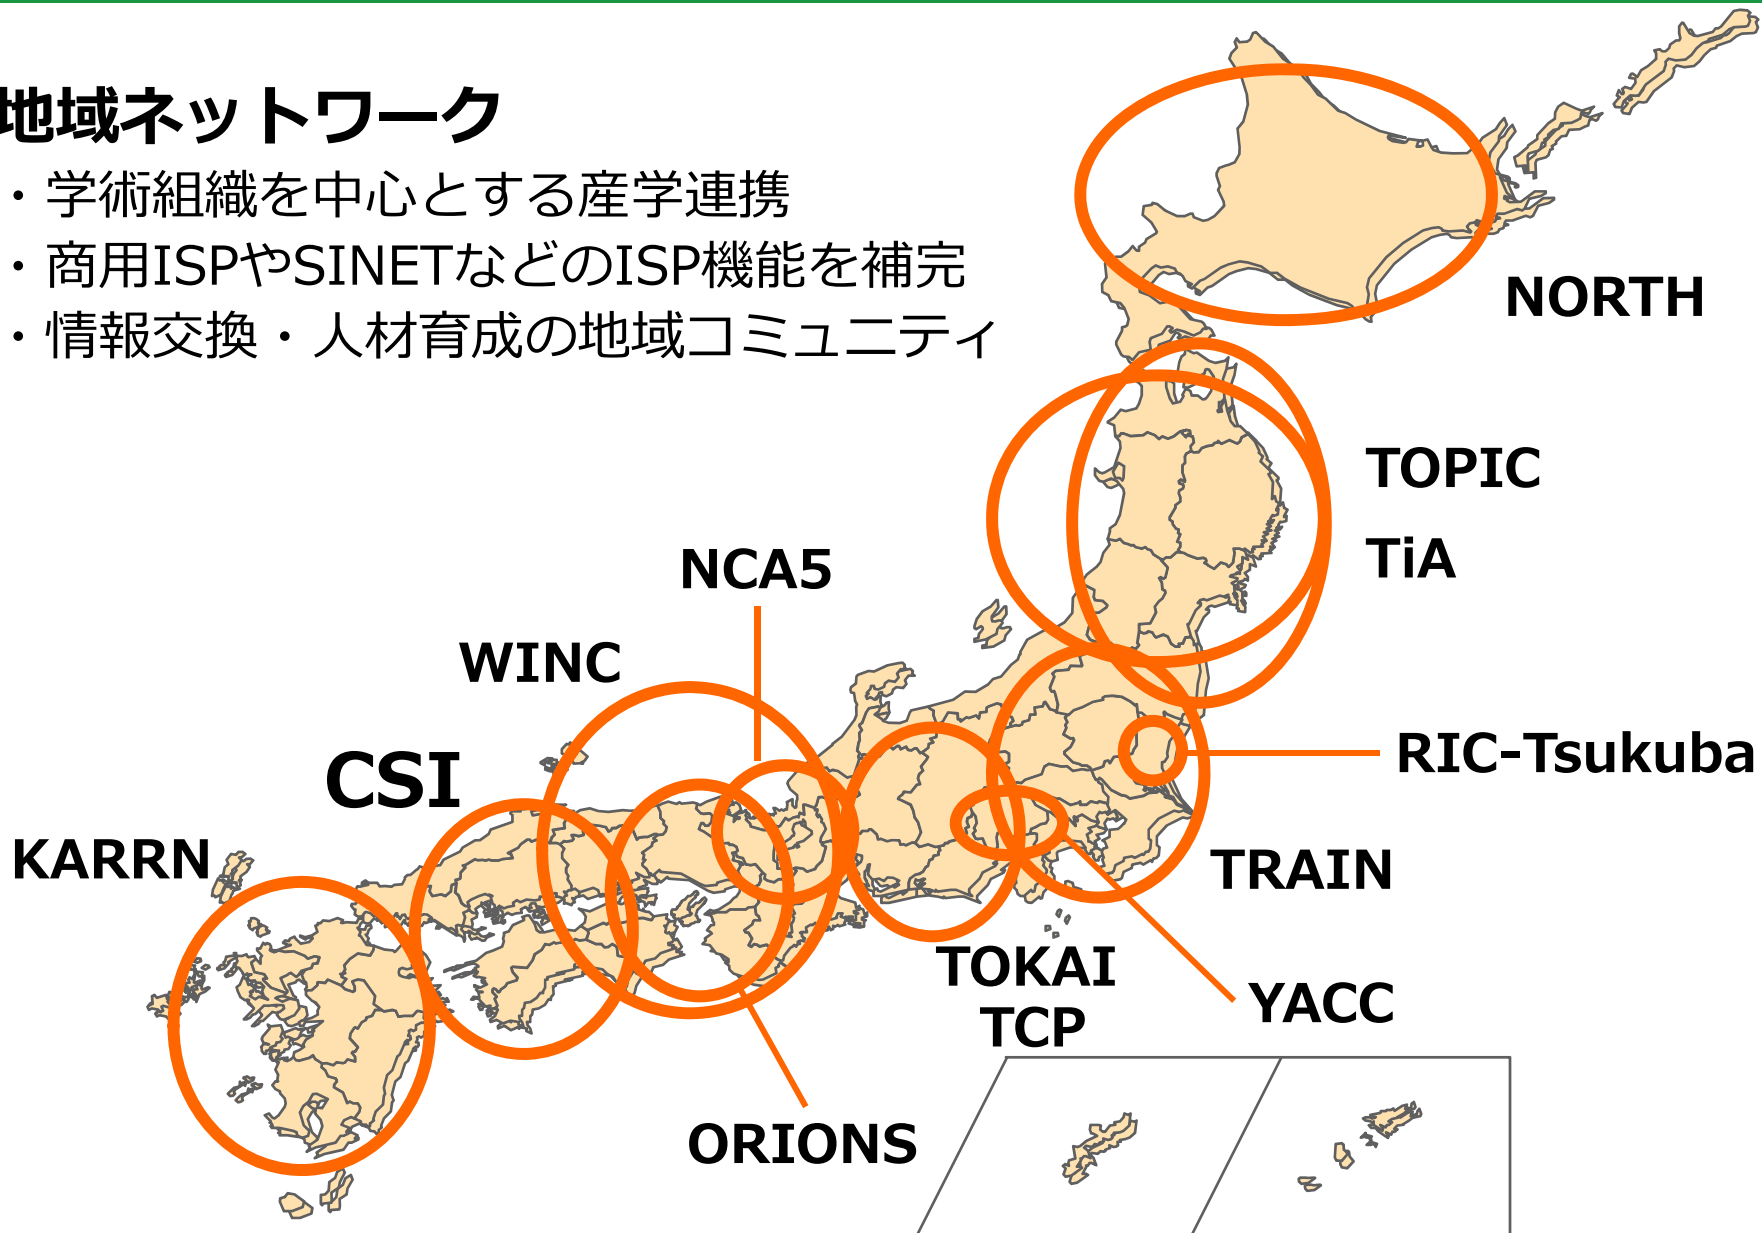 地域ネットワーク
・学術組織を中心とする産学連携
・商用ISPやSINETなどのISP機能を補完
・情報交換・人材育成の地域コミュニティ
NORTH
TOPIC
TiA
NCA5
WINC
RIC-Tsukuba
CSI
KARRN
TRAIN
TOKAI
TCP
YACC
ORIONS